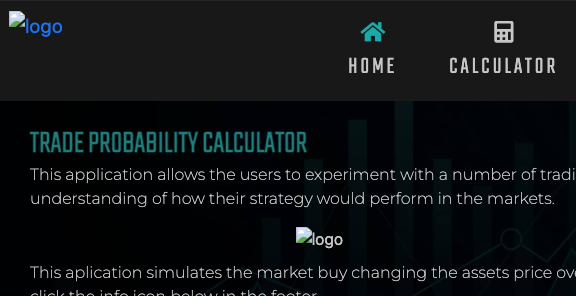 logo
HOME
CALCULATOR
TRADE PROBABILITY CALCULATOR
This application allows the users to experiment with a number of tradi
understanding of how their strategy would perform in the markets.
logo
This aplication simulates the market buy changing the assets price ov
click the info icon below in the footer